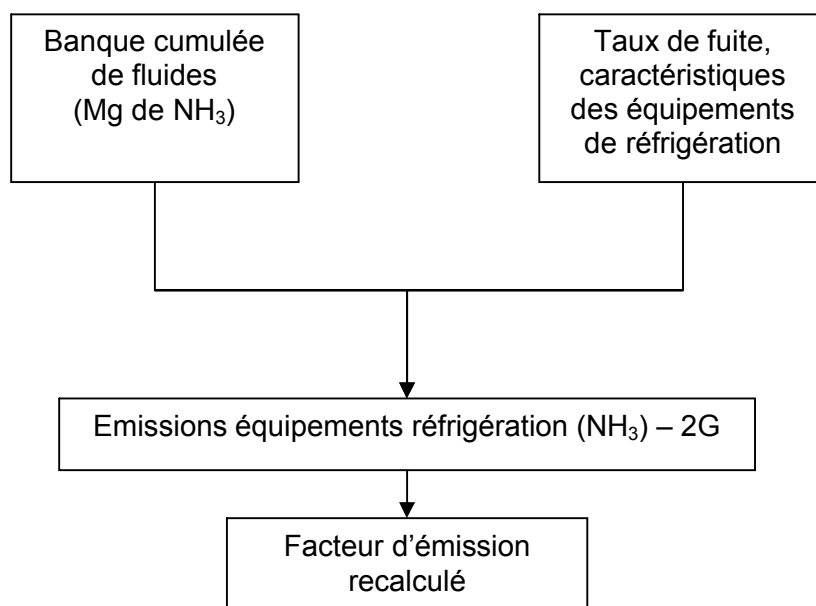 Banque cumulée
de fluides
(Mg de NH₃)
Taux de fuite,
caractéristiques
des équipements
de réfrigération
Emissions équipements réfrigération (NH₃) – 2G
Facteur d’émission
recalculé